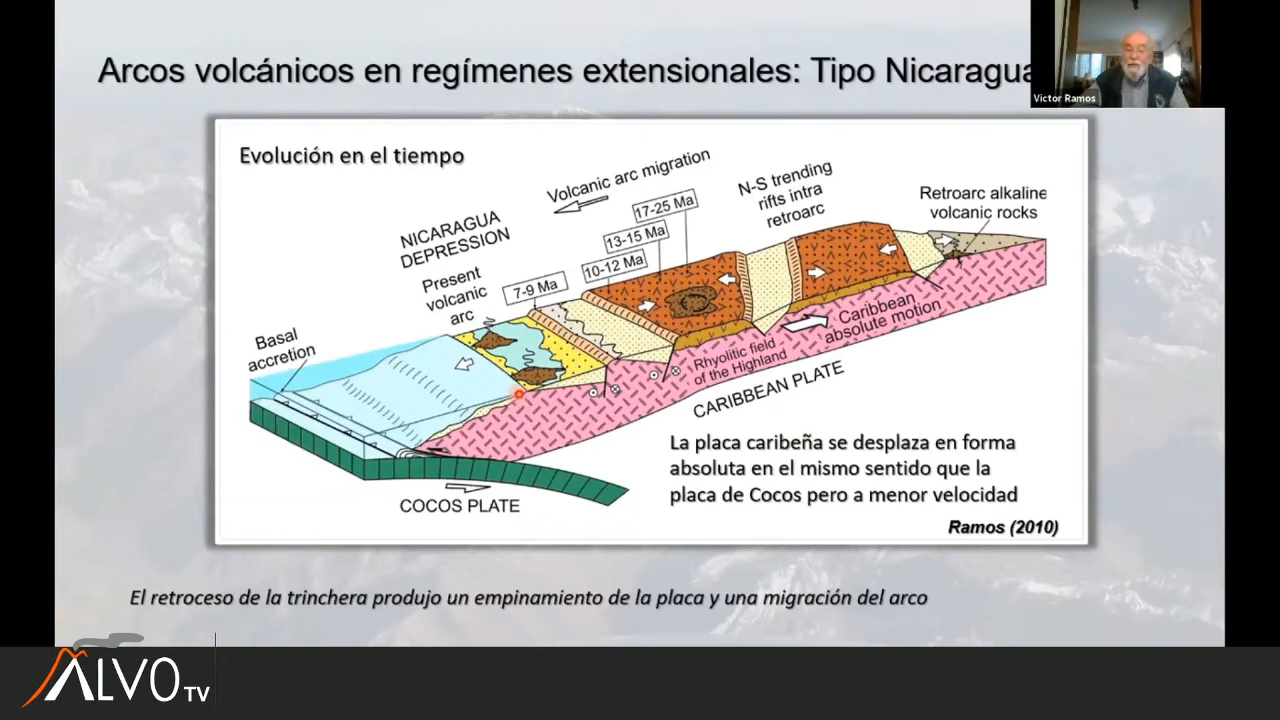 Arcos volcánicos en regímenes extensionales: Tipo Nicaragua
Victor Ramos
Evolución en el tiempo
Volcanic arc migration
N-S trending
rifts intra
retroarc
Retroarc alkaline
volcanic rocks
NICARAGUA
DEPRESSION
17-25 Ma
13-15 Ma
10-12 Ma
7-9 Ma
Present
volcanic
arc
Basal
accretion
Caribbean
absolute motion
Rhyolitic field
of the Highland
CARIBBEAN PLATE
COCOS PLATE
La placa caribeña se desplaza en forma
absoluta en el mismo sentido que la
placa de Cocos pero a menor velocidad
Ramos (2010)
El retroceso de la trinchera produjo un empinamiento de la placa y una migración del arco
ALVO TV